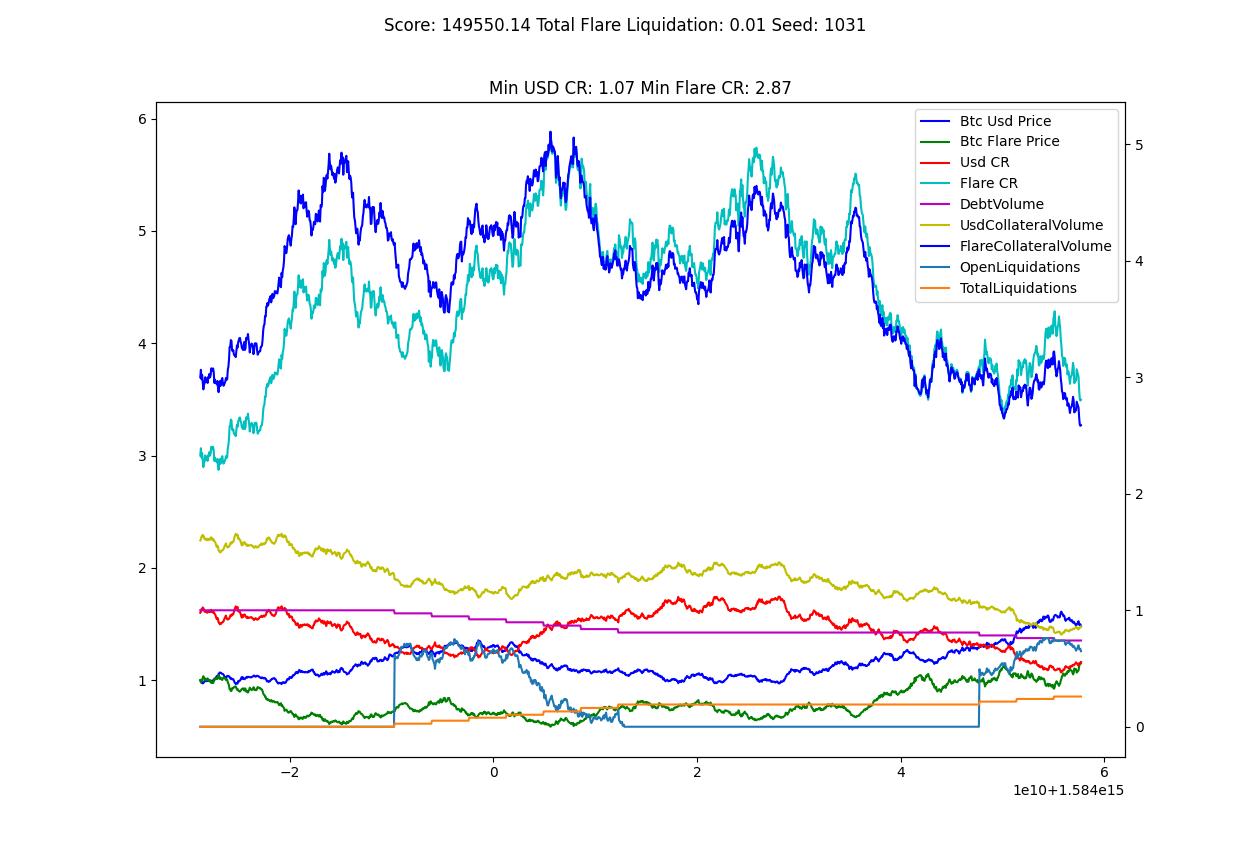 Score: 149550.14 Total Flare Liquidation: 0.01 Seed: 1031
Min USD CR: 1.07 Min Flare CR: 2.87
Btc Usd Price
Btc Flare Price
Usd CR
Flare CR
DebtVolume
UsdCollateralVolume
FlareCollateralVolume
OpenLiquidations
TotalLiquidations
6
5
4
3
2
1
5
4
3
2
1
0
−2
0
2
4
6
1e10+1.584e15